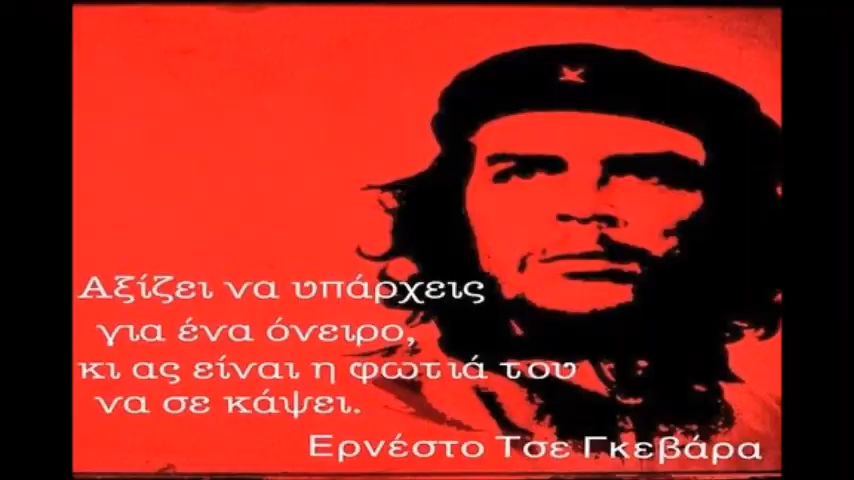 Αξίζει να υπάρχεις
για ένα όνειρο,
κι ας είναι η φωτιά του
να σε κάψει.
Ερνέστο Τσε Γκεβάρα